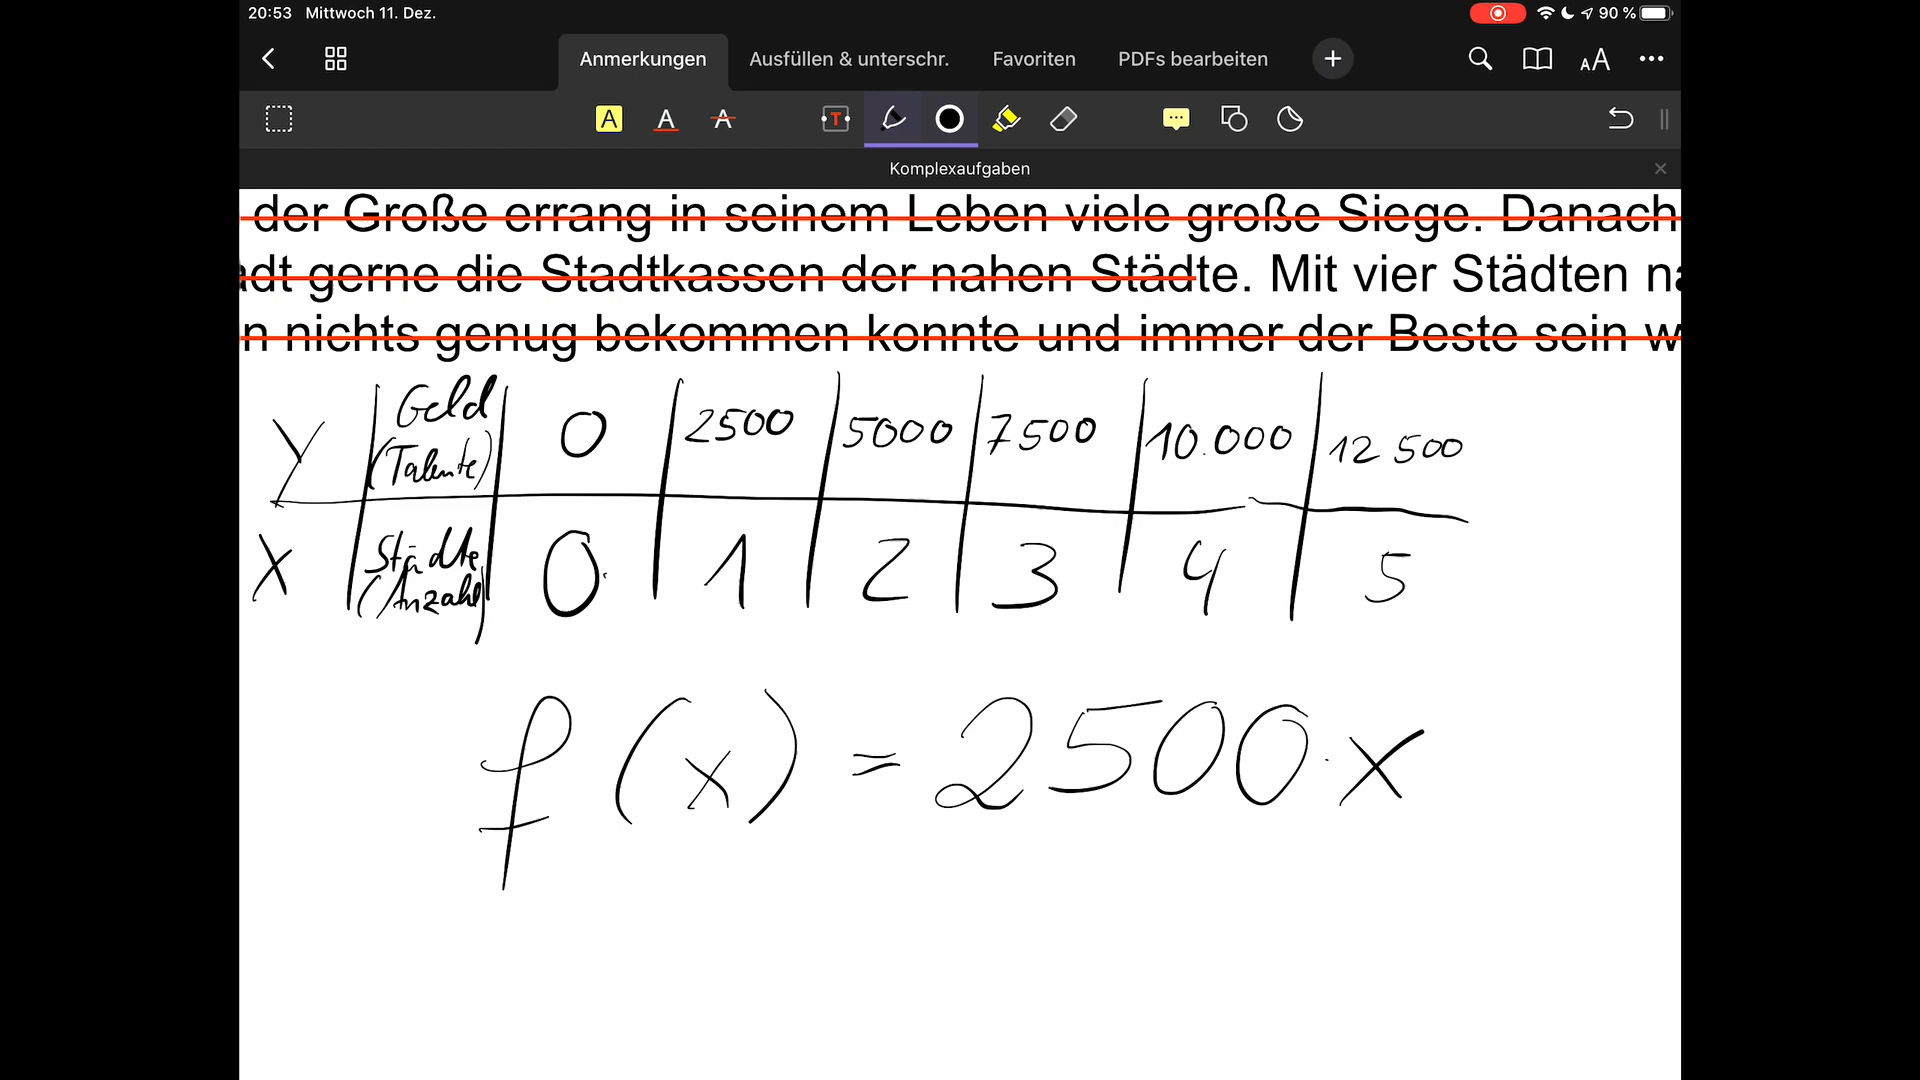 20:53 Mittwoch 11. Dez. 90 %
Anmerkungen Ausfüllen & unterschr. Favoriten PDFs bearbeiten
Komplexaufgaben
der Große errang in seinem Leben viele große Siege. Danach
dt gerne die Stadtkassen der nahen Städte. Mit vier Städten na
n nichts genug bekommen konnte und immer der Beste sein w
y Geld (Talente) 0 2500 5000 7500 10.000 12 500
x Städte (Anzahl) 0 1 2 3 4 5
f(x) = 2500·x